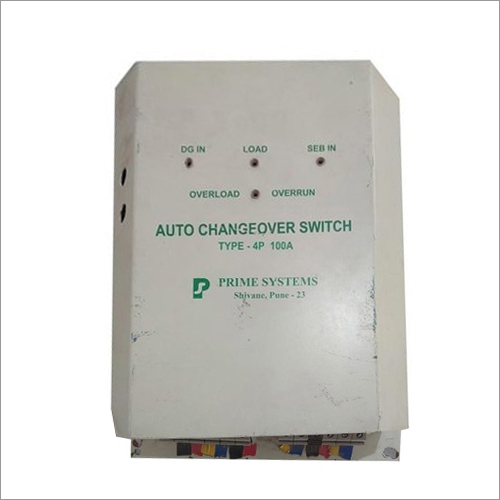 DG IN LOAD SEB IN
OVERLOAD OVERRUN
AUTO CHANGEOVER SWITCH
TYPE - 4P 100A
PRIME SYSTEMS
Shivane, Pune - 23